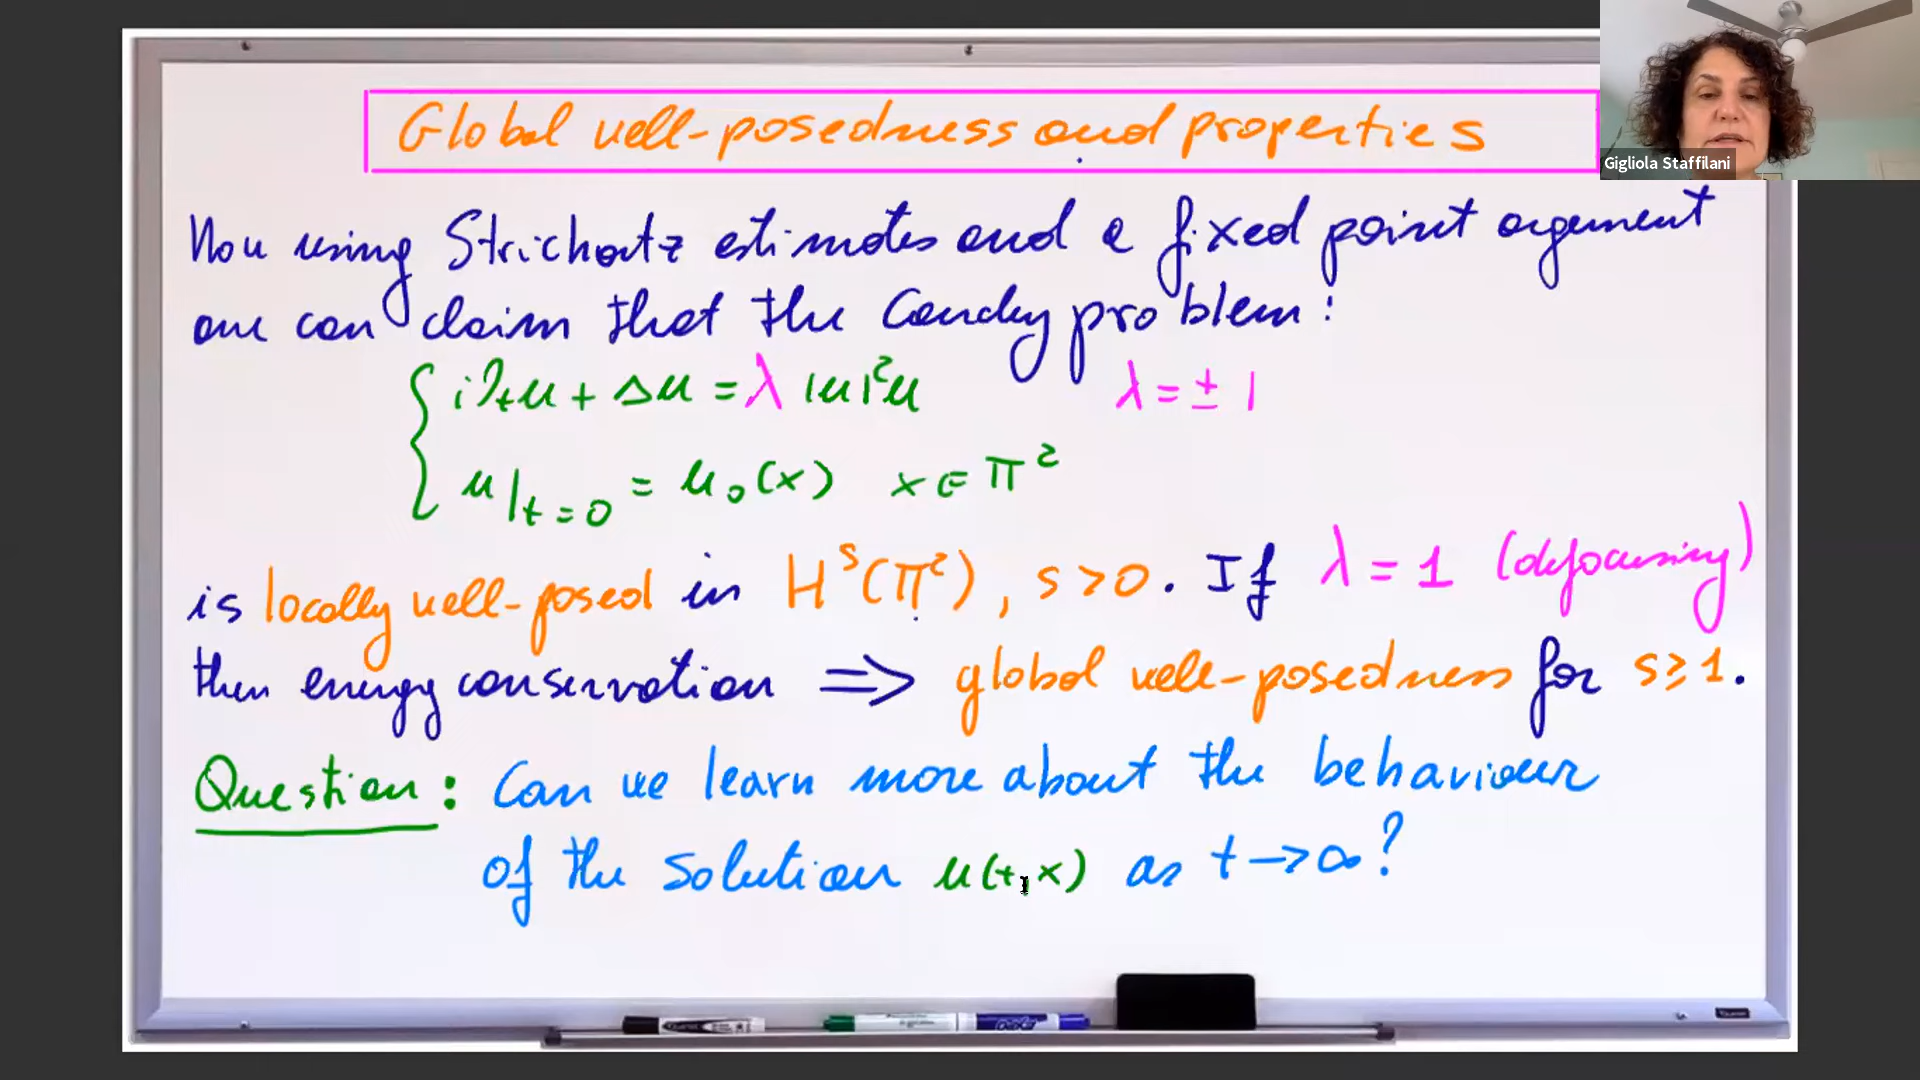 Global well-posedness and properties
Gigliola Staffilani
Now using Strichartz estimates and a fixed point argument
one can claim that the Cauchy problem:
{ i∂ₜu + Δu = λ |u|²u λ = ± 1
u|ₜ₌₀ = u₀(x) x ∈ 𝕋²
is locally well-posed in Hˢ(𝕋²), s > 0. If λ = 1 (defocusing)
then energy conservation ⟹ global well-posedness for s ≥ 1.
Question: Can we learn more about the behaviour
of the solution u(t,x) as t → ∞?